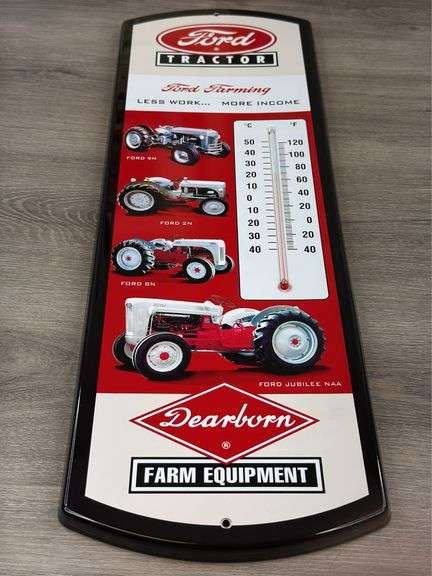 Ford
®
TRACTOR
Ford Farming
LESS WORK... MORE INCOME
°C °F
50 120
40 100
30 80
20 60
10 40
0 20
10 0
20 20
30 0
40 40
FORD 9N
FORD 2N
FORD 8N
FORD JUBILEE NAA
Dearborn
®
FARM EQUIPMENT